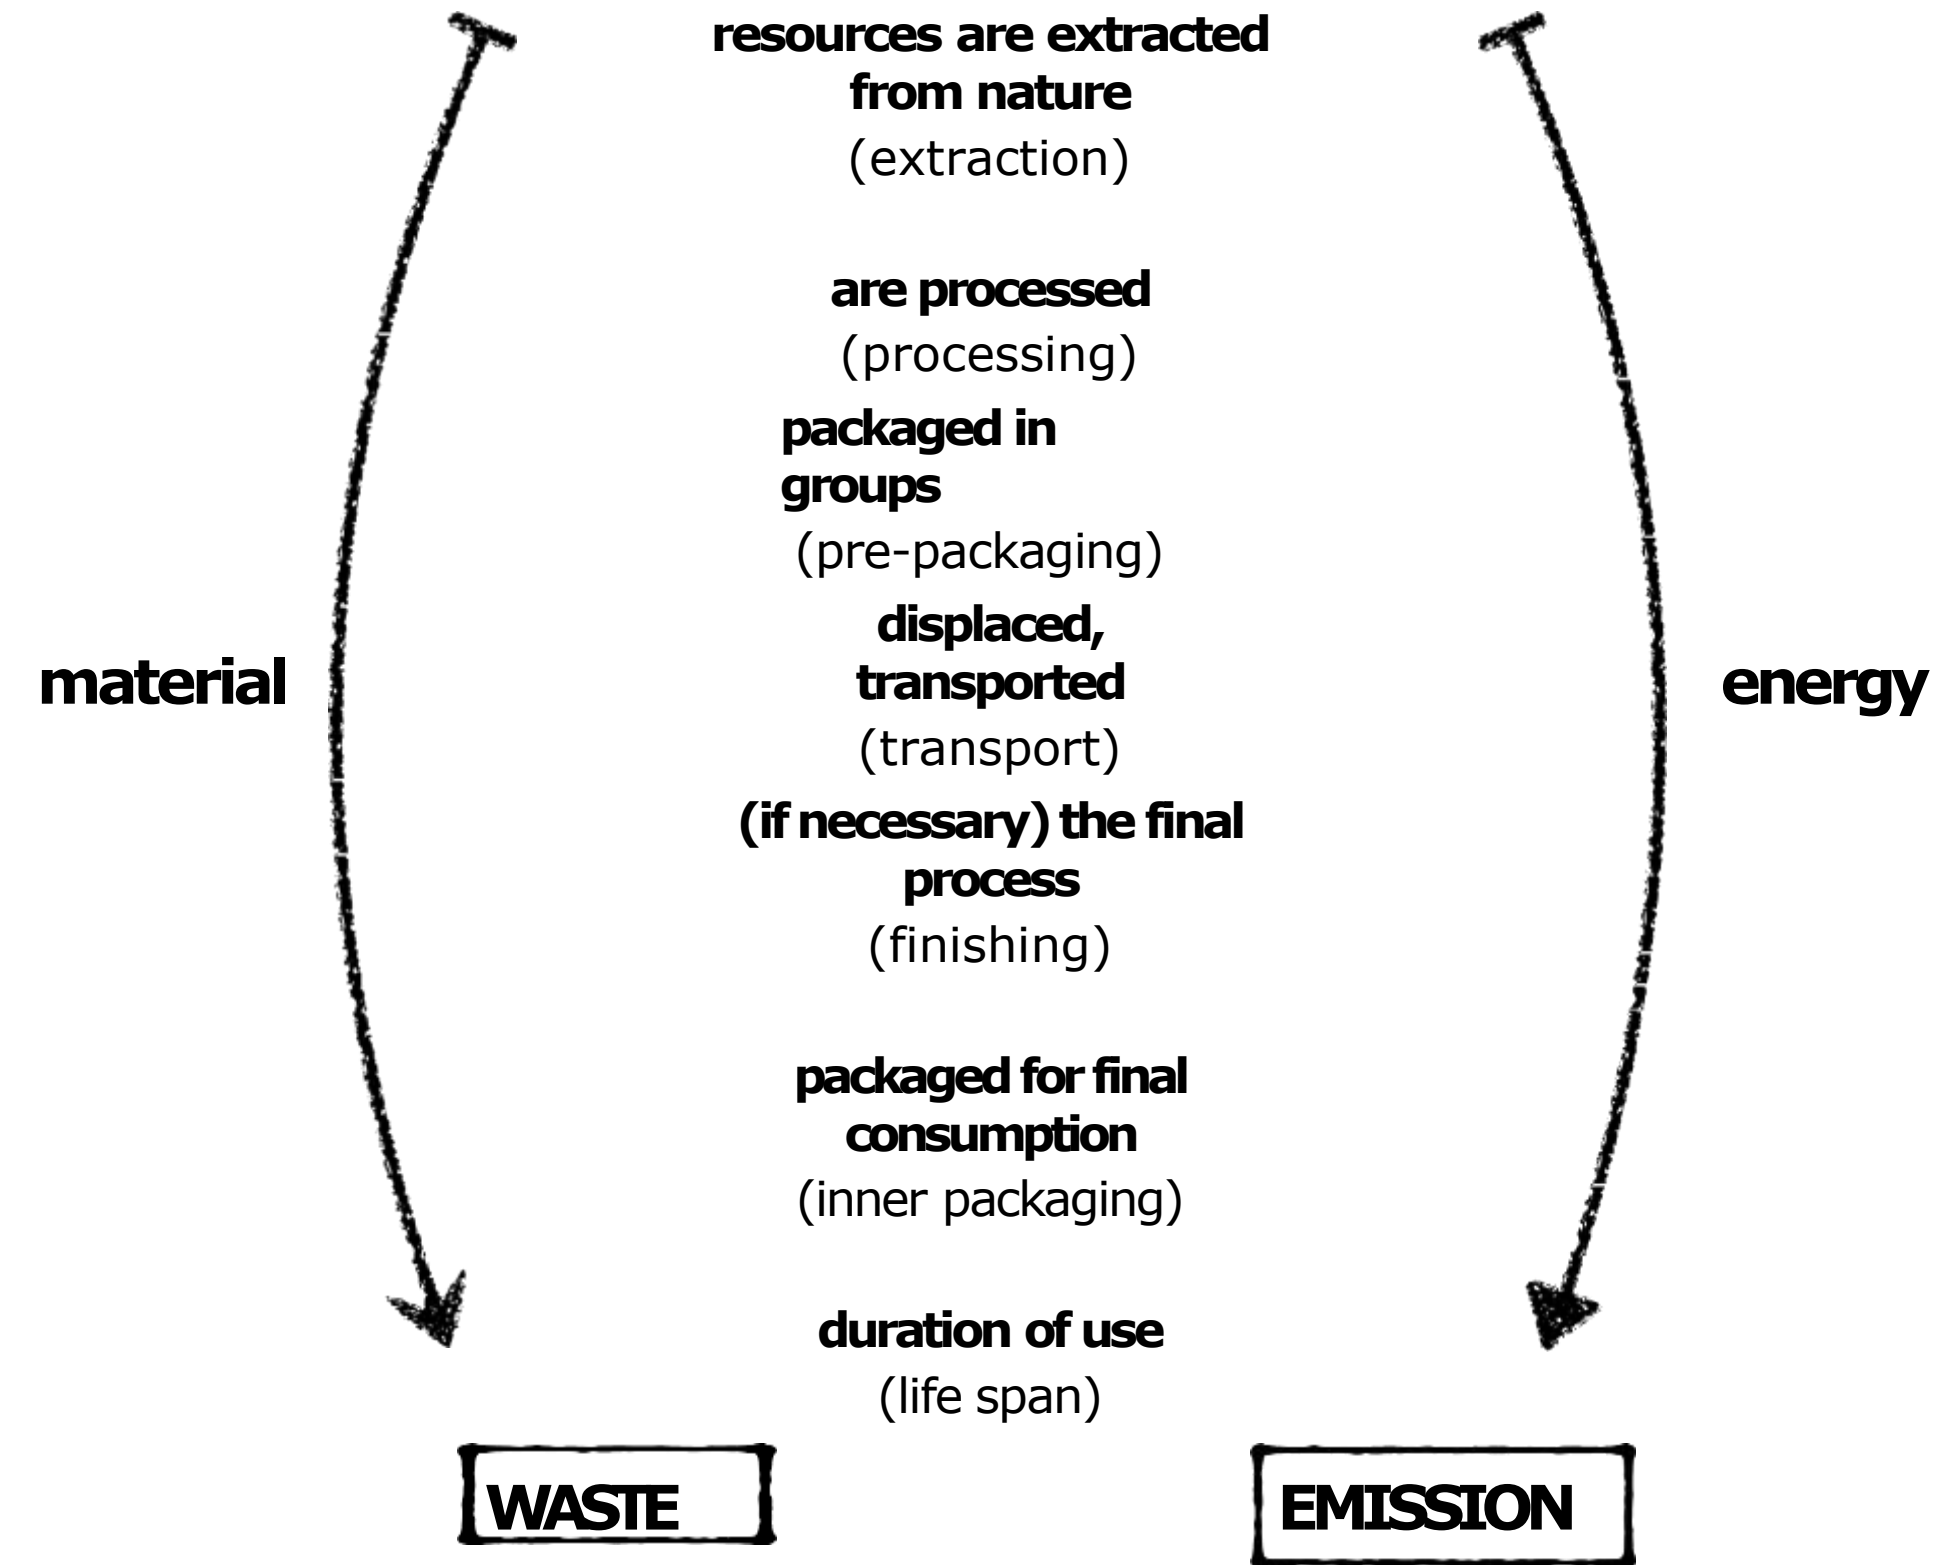 resources are extracted
from nature
(extraction)
are processed
(processing)
packaged in
groups
(pre-packaging)
displaced,
transported
(transport)
material
energy
(if necessary) the final
process
(finishing)
packaged for final
consumption
(inner packaging)
duration of use
(life span)
WASTE
EMISSION